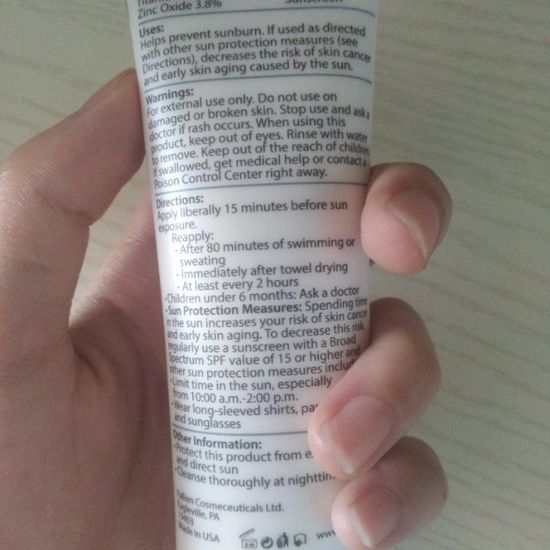 Zinc Oxide 3.8%
Uses:
Helps prevent sunburn. If used as directed
with other sun protection measures (see
Directions), decreases the risk of skin cancer
and early skin aging caused by the sun.
Warnings:
For external use only. Do not use on
damaged or broken skin. Stop use and ask a
doctor if rash occurs. When using this
product, keep out of eyes. Rinse with water
to remove. Keep out of the reach of children.
If swallowed, get medical help or contact a
Poison Control Center right away.
Directions:
Apply liberally 15 minutes before sun
exposure.
Reapply:
- After 80 minutes of swimming or
sweating
- Immediately after towel drying
- At least every 2 hours
• Children under 6 months: Ask a doctor
• Sun Protection Measures: Spending time
in the sun increases your risk of skin cancer
and early skin aging. To decrease this risk,
regularly use a sunscreen with a Broad
Spectrum SPF value of 15 or higher and
other sun protection measures
• Limit time in the sun, especially
from 10:00 a.m.-2:00 p.m.
• Wear long-sleeved shirts,
and sunglasses
Other Information:
• Protect this product from
and direct sun
• Cleanse thoroughly at
Cosmeceuticals Ltd.
Eagleville, PA
Made in USA